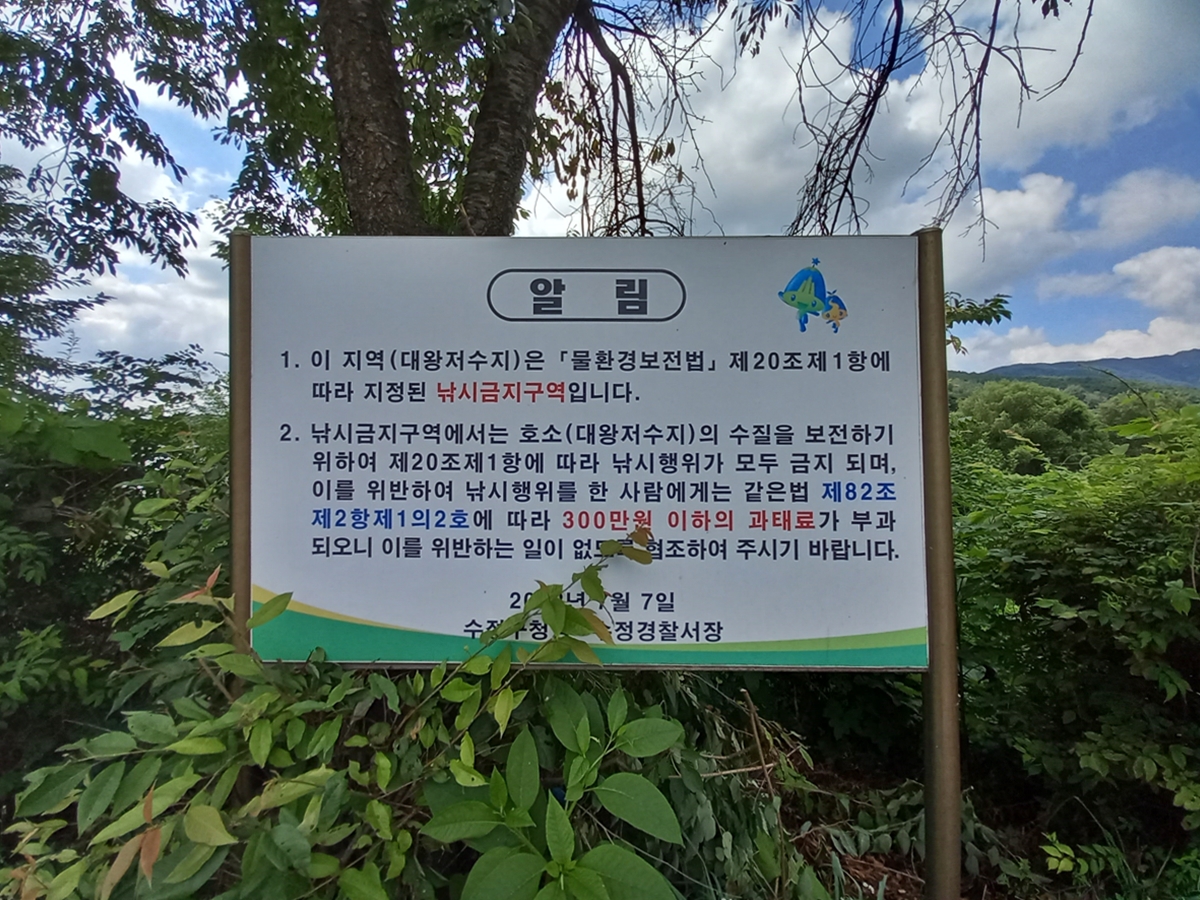 알 림
1. 이 지역(대왕저수지)은 「물환경보전법」 제20조제1항에
따라 지정된 낚시금지구역입니다.
2. 낚시금지구역에서는 호소(대왕저수지)의 수질을 보전하기
위하여 제20조제1항에 따라 낚시행위가 모두 금지 되며,
이를 위반하여 낚시행위를 한 사람에게는 같은법 제82조
제2항제1의2호에 따라 300만원 이하의 과태료가 부과
되오니 이를 위반하는 일이 없도록 협조하여 주시기 바랍니다.
7일